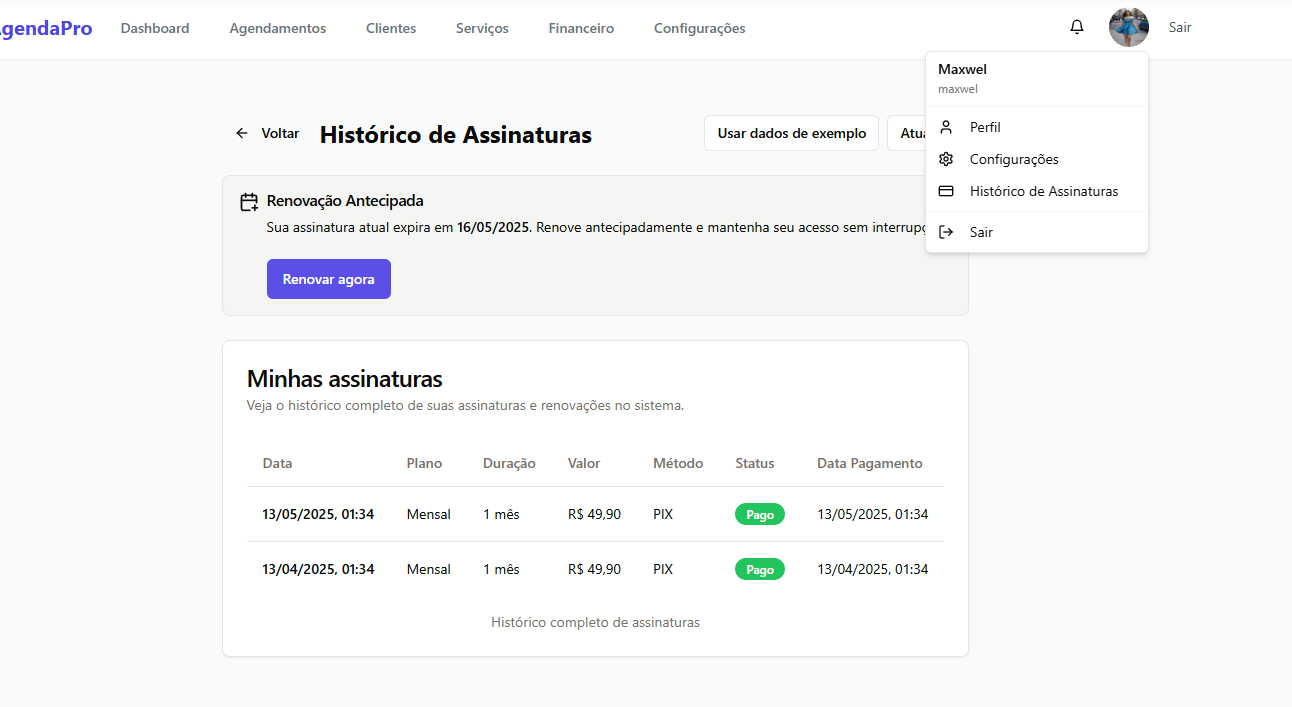 gendaPro Dashboard Agendamentos Clientes Serviços Financeiro Configurações Sair
Maxwel
maxwel
Perfil
Configurações
Histórico de Assinaturas
Sair
Voltar Histórico de Assinaturas Usar dados de exemplo Atua
Renovação Antecipada
Sua assinatura atual expira em 16/05/2025. Renove antecipadamente e mantenha seu acesso sem interrupç
Renovar agora
Minhas assinaturas
Veja o histórico completo de suas assinaturas e renovações no sistema.
Data Plano Duração Valor Método Status Data Pagamento
13/05/2025, 01:34 Mensal 1 mês R$ 49,90 PIX Pago 13/05/2025, 01:34
13/04/2025, 01:34 Mensal 1 mês R$ 49,90 PIX Pago 13/04/2025, 01:34
Histórico completo de assinaturas